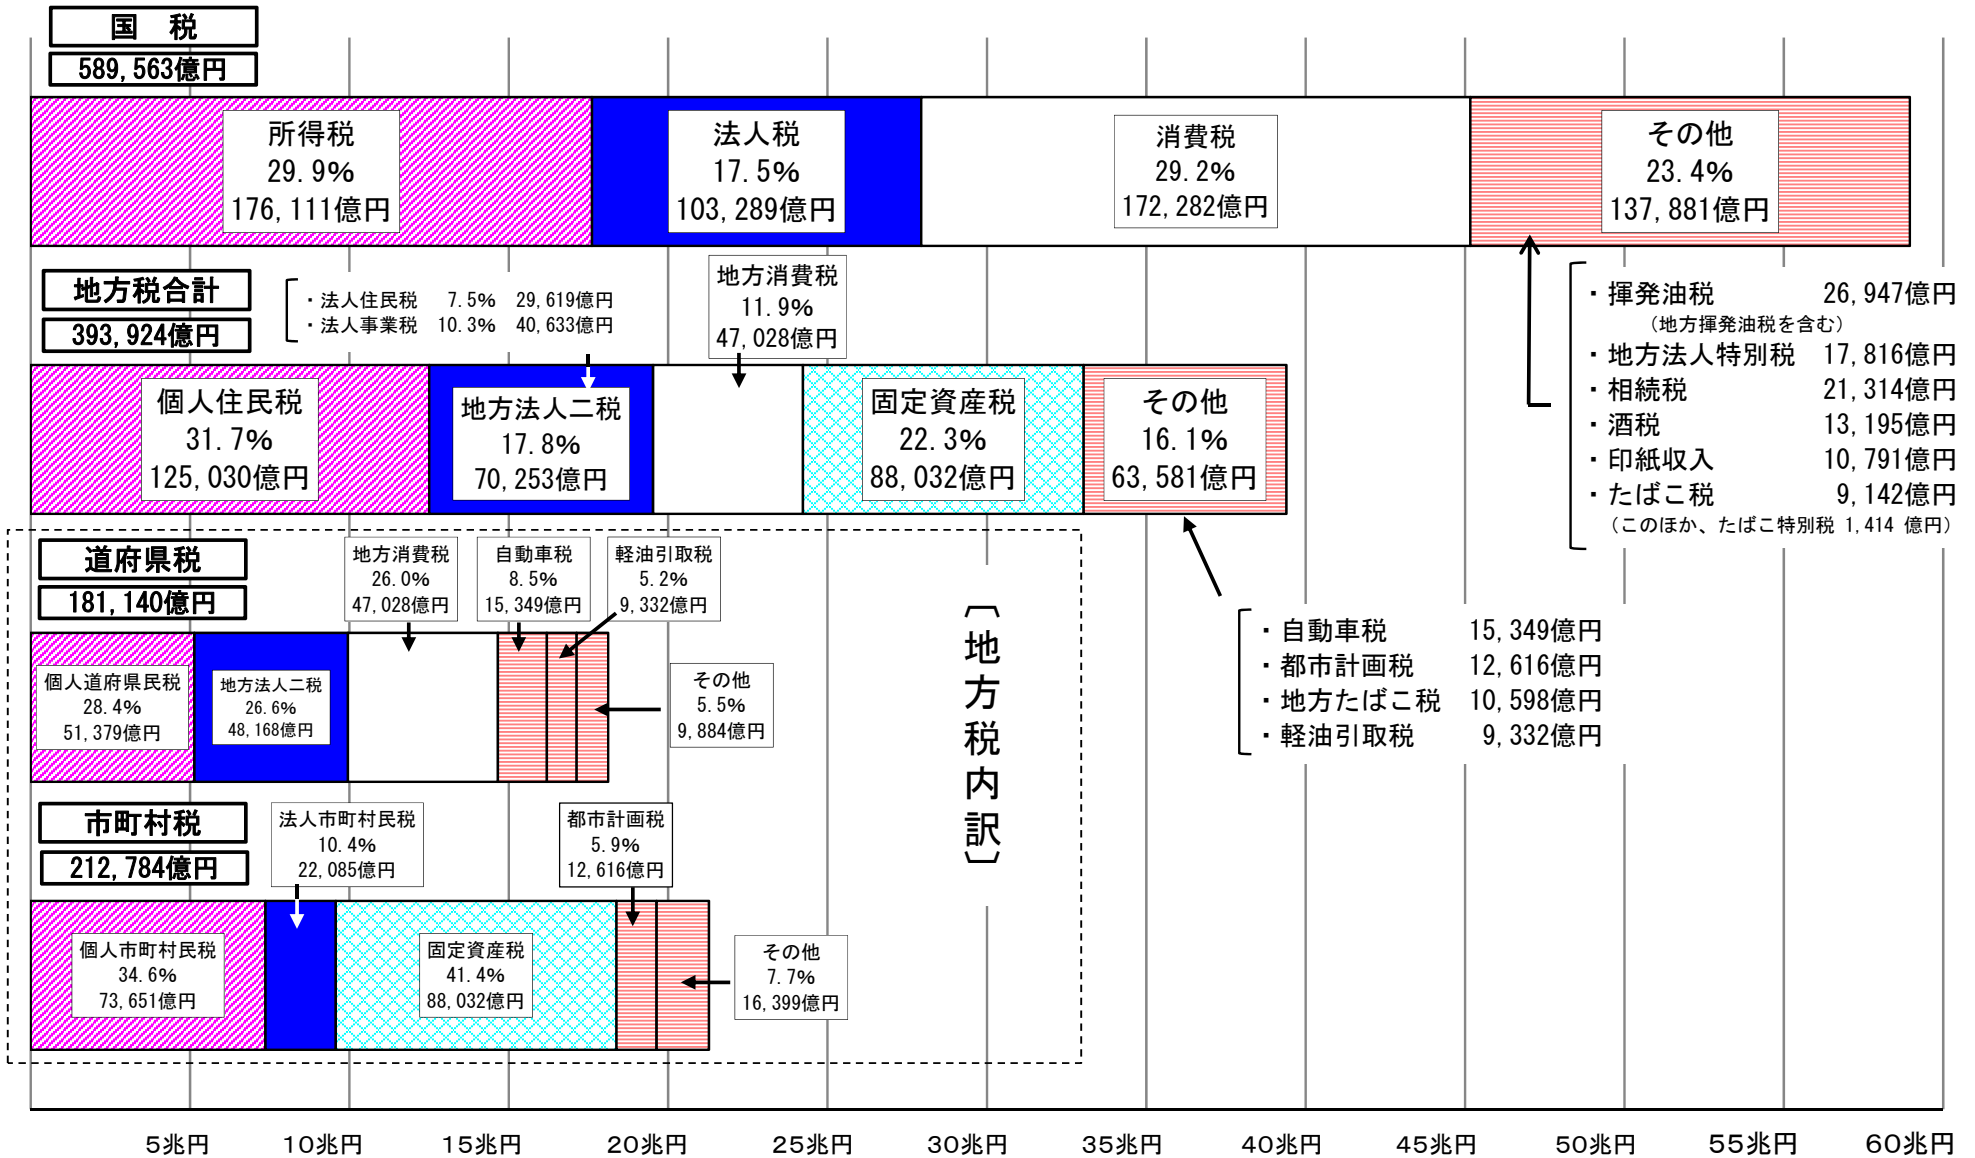 国　税
589,563億円
所得税
29.9%
176,111億円
法人税
17.5%
103,289億円
消費税
29.2%
172,282億円
その他
23.4%
137,881億円
地方税合計
393,924億円
・法人住民税　7.5%　29,619億円
・法人事業税　10.3%　40,633億円
地方消費税
11.9%
47,028億円
・揮発油税　26,947億円
（地方揮発油税を含む）
・地方法人特別税　17,816億円
・相続税　21,314億円
・酒税　13,195億円
・印紙収入　10,791億円
・たばこ税　9,142億円
（このほか、たばこ特別税 1,414 億円）
個人住民税
31.7%
125,030億円
地方法人二税
17.8%
70,253億円
固定資産税
22.3%
88,032億円
その他
16.1%
63,581億円
・自動車税　15,349億円
・都市計画税　12,616億円
・地方たばこ税　10,598億円
・軽油引取税　9,332億円
〔地方税内訳〕
道府県税
181,140億円
地方消費税
26.0%
47,028億円
自動車税
8.5%
15,349億円
軽油引取税
5.2%
9,332億円
個人道府県民税
28.4%
51,379億円
地方法人二税
26.6%
48,168億円
その他
5.5%
9,884億円
市町村税
212,784億円
法人市町村民税
10.4%
22,085億円
都市計画税
5.9%
12,616億円
個人市町村民税
34.6%
73,651億円
固定資産税
41.4%
88,032億円
その他
7.7%
16,399億円
5兆円　10兆円　15兆円　20兆円　25兆円　30兆円　35兆円　40兆円　45兆円　50兆円　55兆円　60兆円